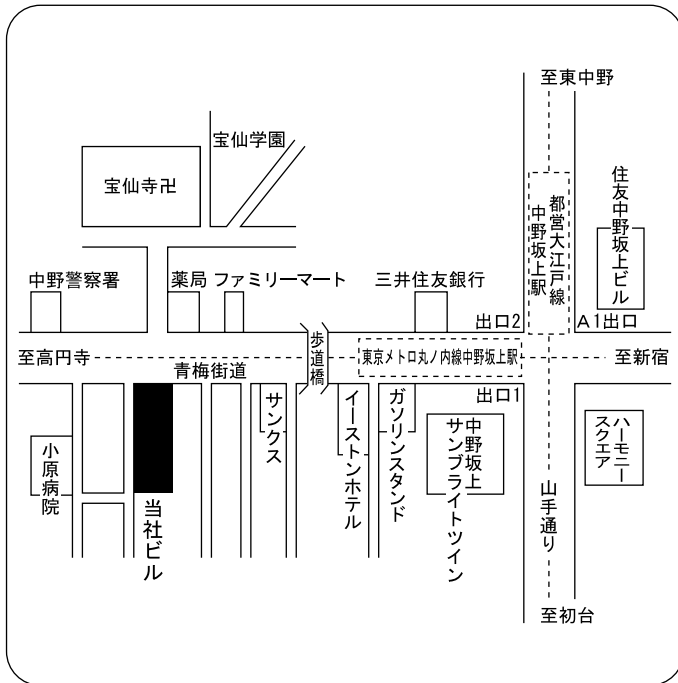 至東中野
宝仙学園
宝仙寺卍
住友中野坂上ビル
都営大江戸線
中野坂上駅
中野警察署
薬局
ファミリーマート
三井住友銀行
出口2
A1出口
至高円寺
青梅街道
歩道橋
東京メトロ丸ノ内線中野坂上駅
至新宿
出口1
小原病院
当社ビル
サンクス
イーストンホテル
ガソリンスタンド
中野坂上
サンブライトツイン
ハーモニー
スクエア
山手通り
至初台